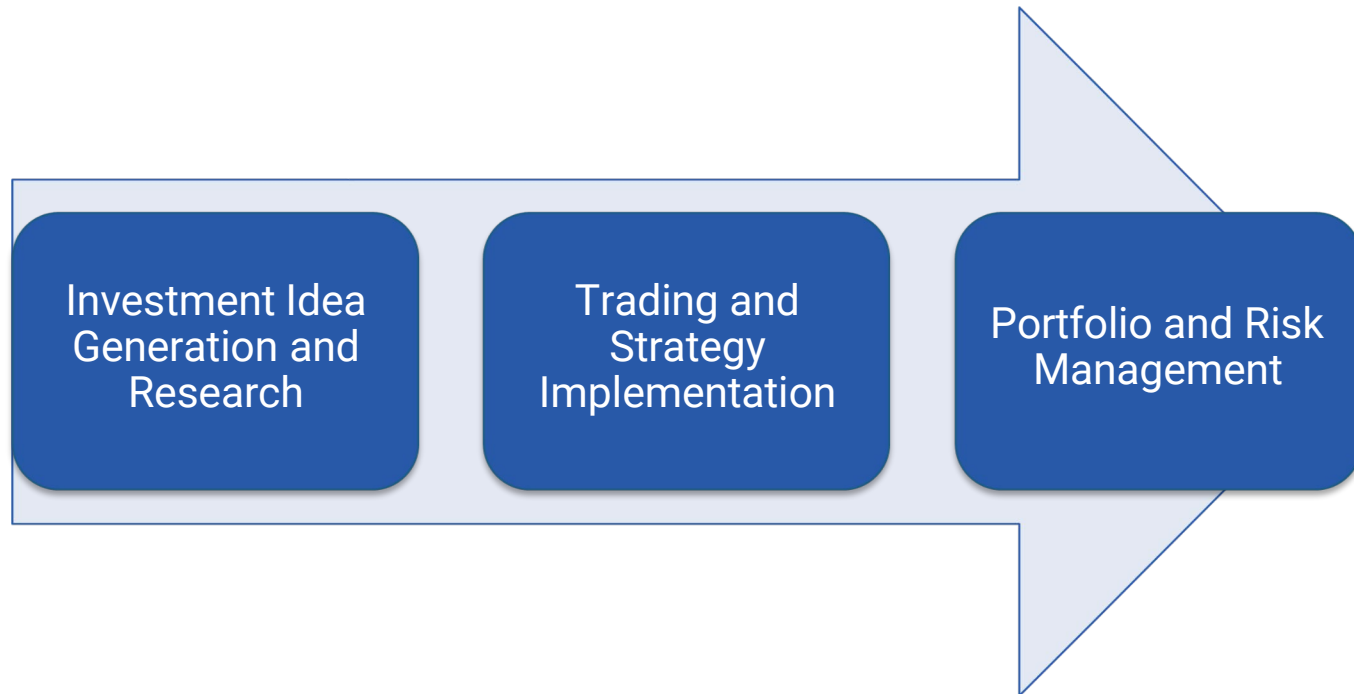 Investment Idea
Generation and
Research
Trading and
Strategy
Implementation
Portfolio and Risk
Management